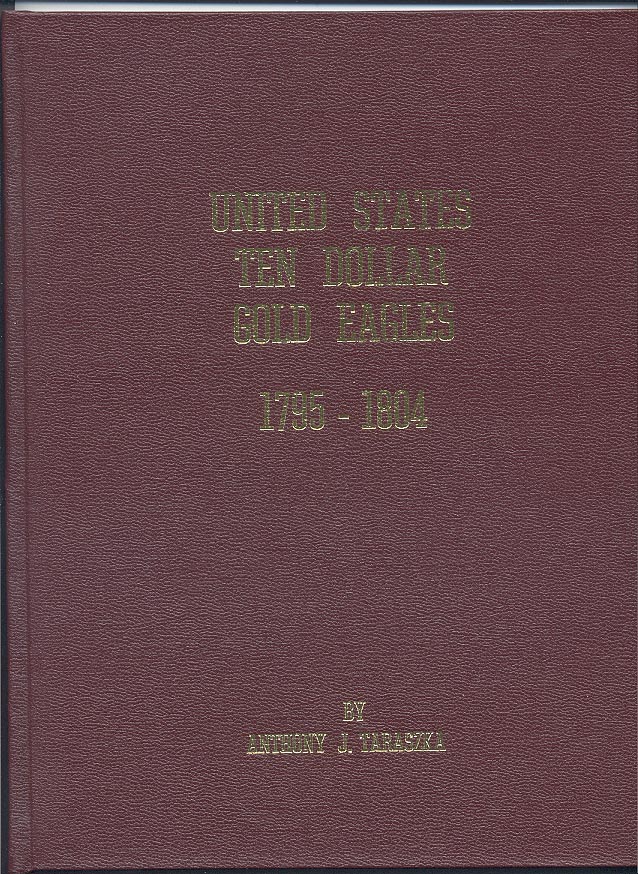 UNITED STATES
TEN DOLLAR
GOLD EAGLES
1795 - 1804
BY
ANTHONY J. TARASZKA